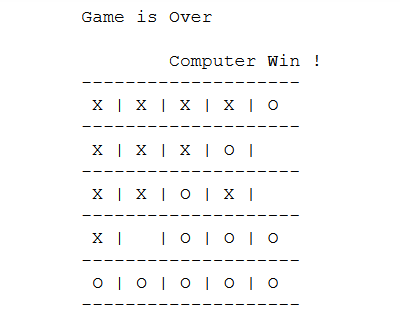 Game is Over
Computer Win !
--------------------
X | X | X | X | O
--------------------
X | X | X | O |
--------------------
X | X | O | X |
--------------------
X |   | O | O | O
--------------------
O | O | O | O | O
--------------------